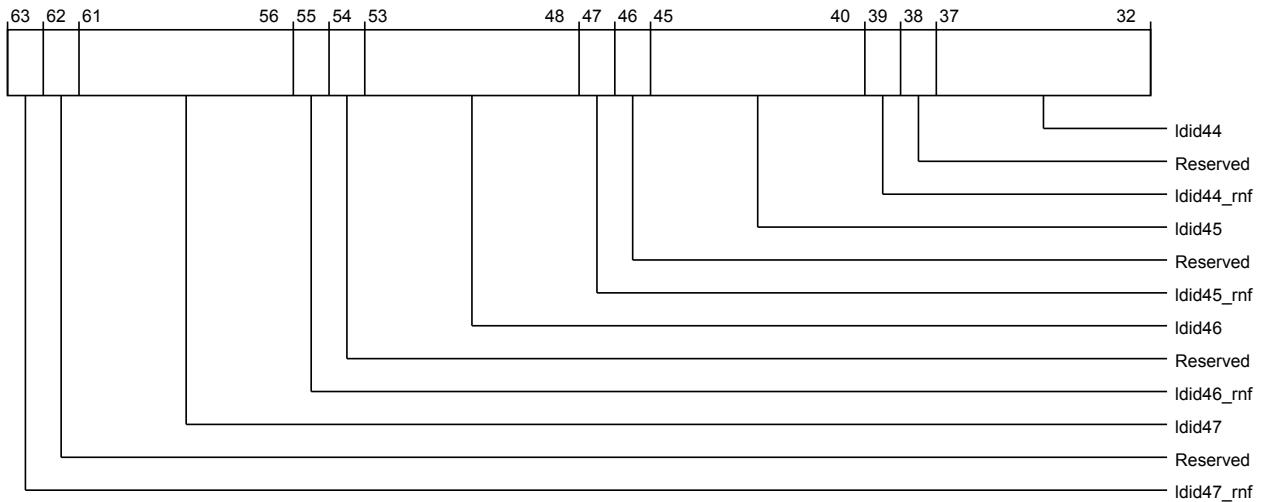 63 62 61 56 55 54 53 48 47 46 45 40 39 38 37 32
ldid44
Reserved
ldid44_rnf
ldid45
Reserved
ldid45_rnf
ldid46
Reserved
ldid46_rnf
ldid47
Reserved
ldid47_rnf